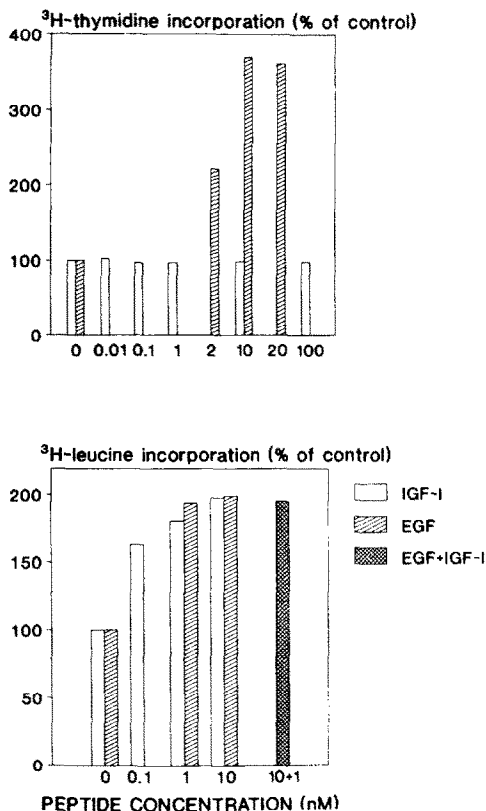 ³H-thymidine incorporation (% of control)
400
300
200
100
0
0 0.01 0.1 1 2 10 20 100
³H-leucine incorporation (% of control)
200
150
100
50
0
0 0.1 1 10 10+1
PEPTIDE CONCENTRATION (nM)
IGF-I
EGF
EGF+IGF-I